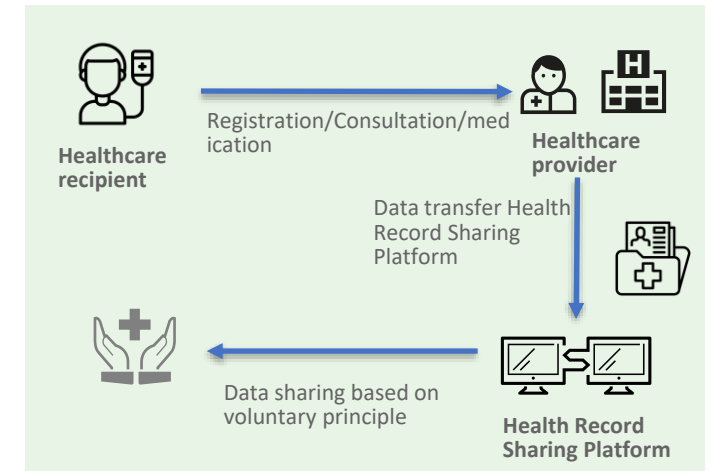 H
Registration/Consultation/med
ication
Healthcare
recipient
Healthcare
provider
Data transfer Health
Record Sharing
Platform
Data sharing based on
voluntary principle
Health Record
Sharing Platform